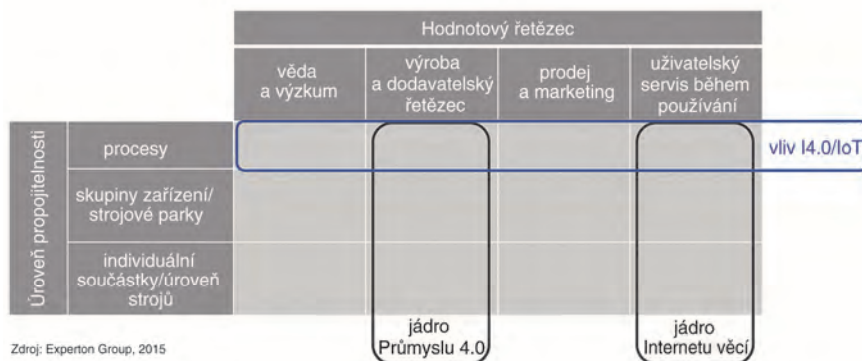 Hodnotový řetězec
věda
a výzkum
výroba
a dodavatelský
řetězec
prodej
a marketing
uživatelský
servis během
používání
Úroveň propojitelnosti
procesy
vliv I4.0/IoT
skupiny zařízení/
strojové parky
individuální
součástky/úroveň
strojů
jádro
Průmyslu 4.0
jádro
Internetu věcí
Zdroj: Experton Group, 2015